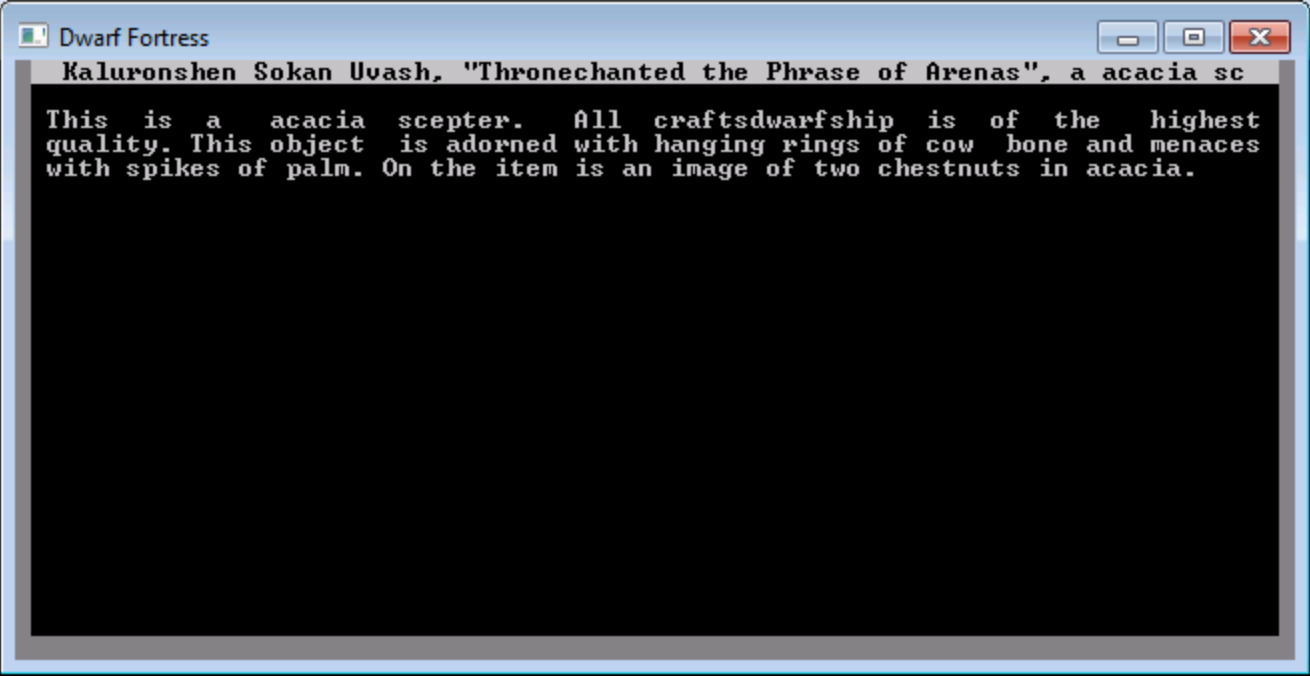 Dwarf Fortress
Kaluronshen Sokan Uvash, "Thronechanted the Phrase of Arenas", a acacia sc
This is a acacia scepter. All craftsdwarfship is of the highest
quality. This object is adorned with hanging rings of cow bone and menaces
with spikes of palm. On the item is an image of two chestnuts in acacia.